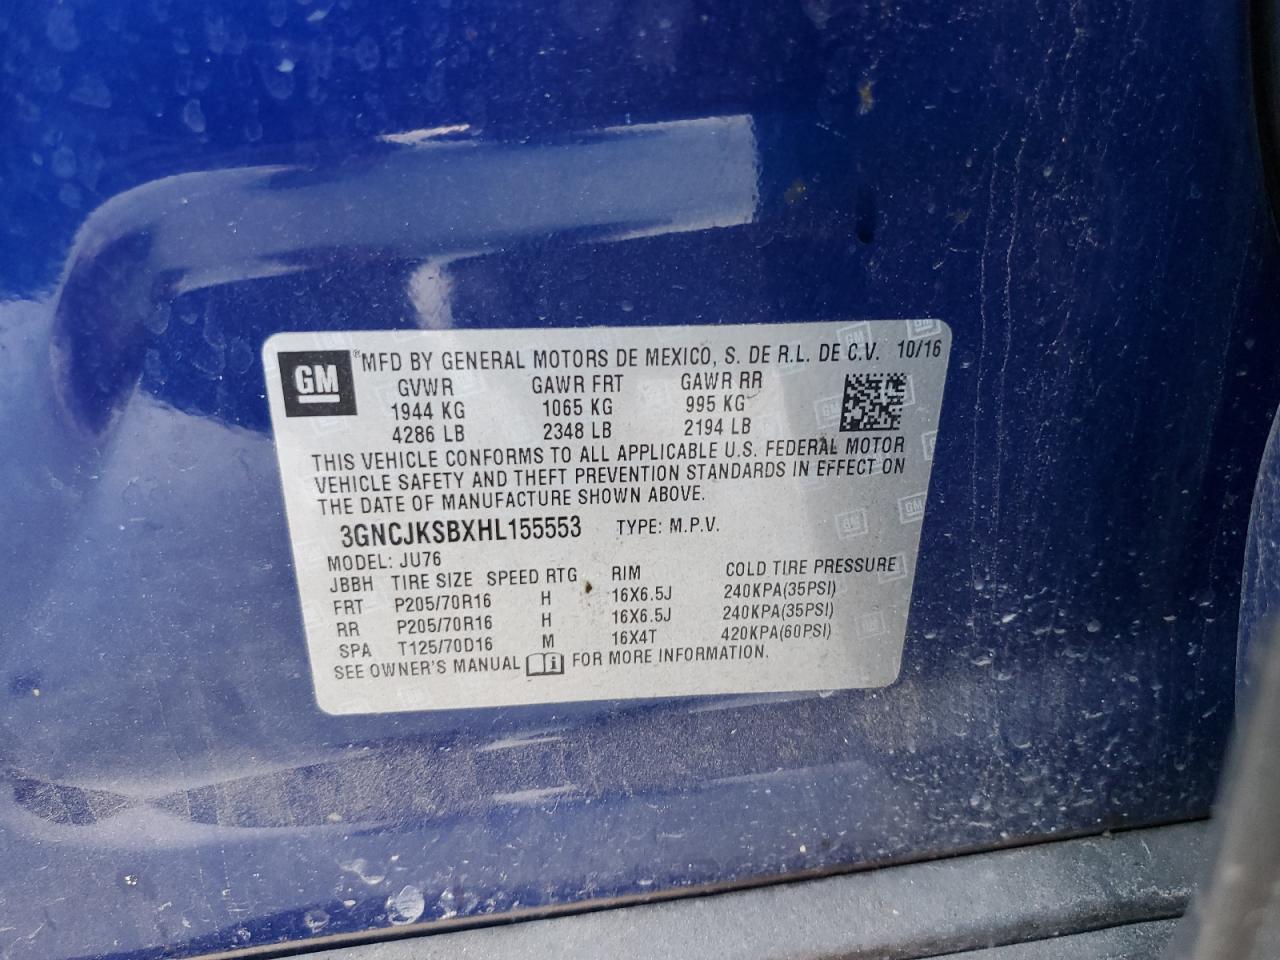 GM ® MFD BY GENERAL MOTORS DE MEXICO, S. DE R.L. DE C.V. 10/16
GVWR GAWR FRT GAWR RR
1944 KG 1065 KG 995 KG
4286 LB 2348 LB 2194 LB
THIS VEHICLE CONFORMS TO ALL APPLICABLE U.S. FEDERAL MOTOR
VEHICLE SAFETY AND THEFT PREVENTION STANDARDS IN EFFECT ON
THE DATE OF MANUFACTURE SHOWN ABOVE.
3GNCJKSBXHL155553 TYPE: M.P.V.
MODEL: JU76
JBBH TIRE SIZE SPEED RTG RIM COLD TIRE PRESSURE
FRT P205/70R16 H 16X6.5J 240KPA(35PSI)
RR P205/70R16 H 16X6.5J 240KPA(35PSI)
SPA T125/70D16 M 16X4T 420KPA(60PSI)
SEE OWNER'S MANUAL FOR MORE INFORMATION.